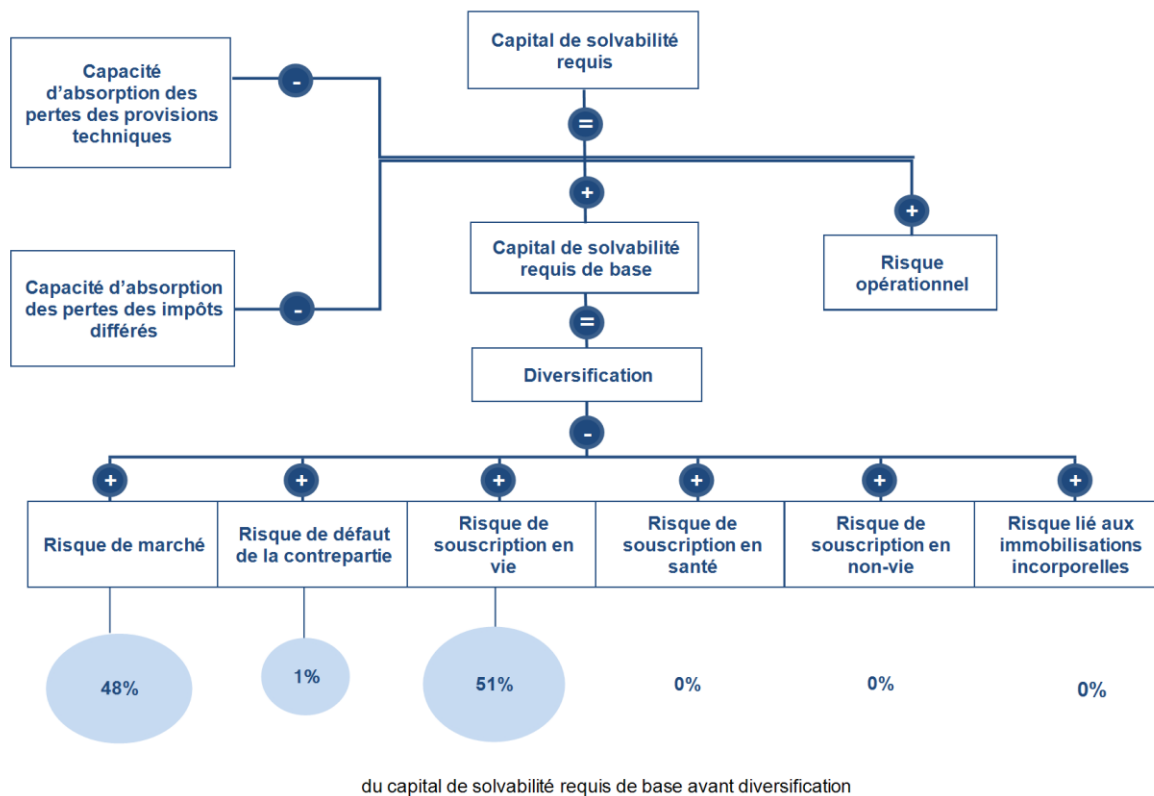 Capital de solvabilité
requis
Capacité
d'absorption des
pertes des provisions
techniques
-
=
+
+
Capital de solvabilité
requis de base
Risque
opérationnel
Capacité d'absorption
des pertes des impôts
différés
-
=
Diversification
-
+
+
+
+
+
+
Risque de marché
Risque de défaut
de la contrepartie
Risque de
souscription en
vie
Risque de
souscription en
santé
Risque de
souscription en
non-vie
Risque lié aux
immobilisations
incorporelles
48%
1%
51%
0%
0%
0%
du capital de solvabilité requis de base avant diversification